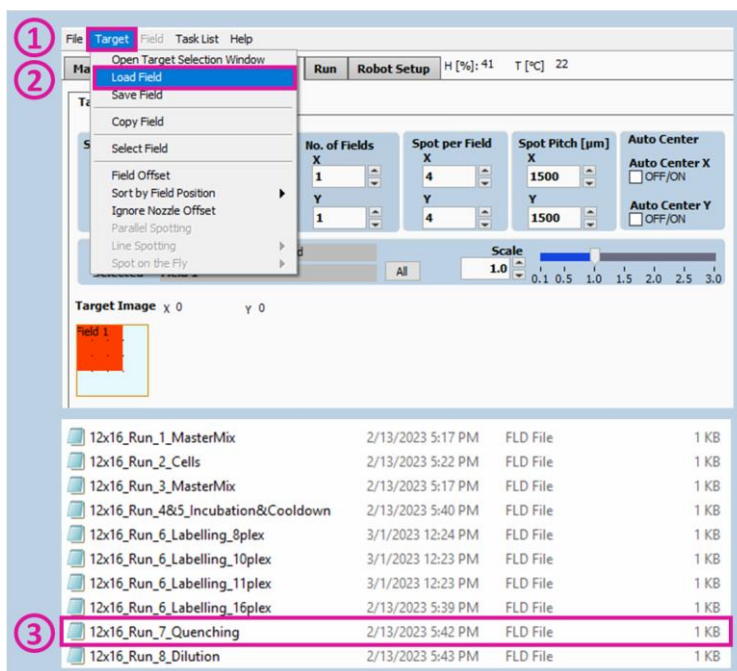 1
File Target Field Task List Help
2
Ma Open Target Selection Window Run Robot Setup H [%]: 41 T [°C] 22
Load Field
Ta Save Field
Copy Field
S Select Field No. of Fields Spot per Field Spot Pitch [µm] Auto Center
X X X Auto Center X
Field Offset 1 4 1500 OFF/ON
Sort by Field Position
Ignore Nozzle Offset Y Y Y Auto Center Y
Parallel Spotting 1 4 1500 OFF/ON
Line Spotting d Scale
Spot on the Fly All 1.0 0.1 0.5 1.0 1.5 2.0 2.5 3.0
Target Image X 0 Y 0
Field 1
12x16_Run_1_MasterMix 2/13/2023 5:17 PM FLD File 1 KB
12x16_Run_2_Cells 2/13/2023 5:22 PM FLD File 1 KB
12x16_Run_3_MasterMix 2/13/2023 5:17 PM FLD File 1 KB
12x16_Run_4&5_Incubation&Cooldown 2/13/2023 5:40 PM FLD File 1 KB
12x16_Run_6_Labelling_8plex 3/1/2023 12:24 PM FLD File 1 KB
12x16_Run_6_Labelling_10plex 3/1/2023 12:23 PM FLD File 1 KB
12x16_Run_6_Labelling_11plex 3/1/2023 12:23 PM FLD File 1 KB
12x16_Run_6_Labelling_16plex 2/13/2023 5:39 PM FLD File 1 KB
3 12x16_Run_7_Quenching 2/13/2023 5:42 PM FLD File 1 KB
12x16_Run_8_Dilution 2/13/2023 5:43 PM FLD File 1 KB